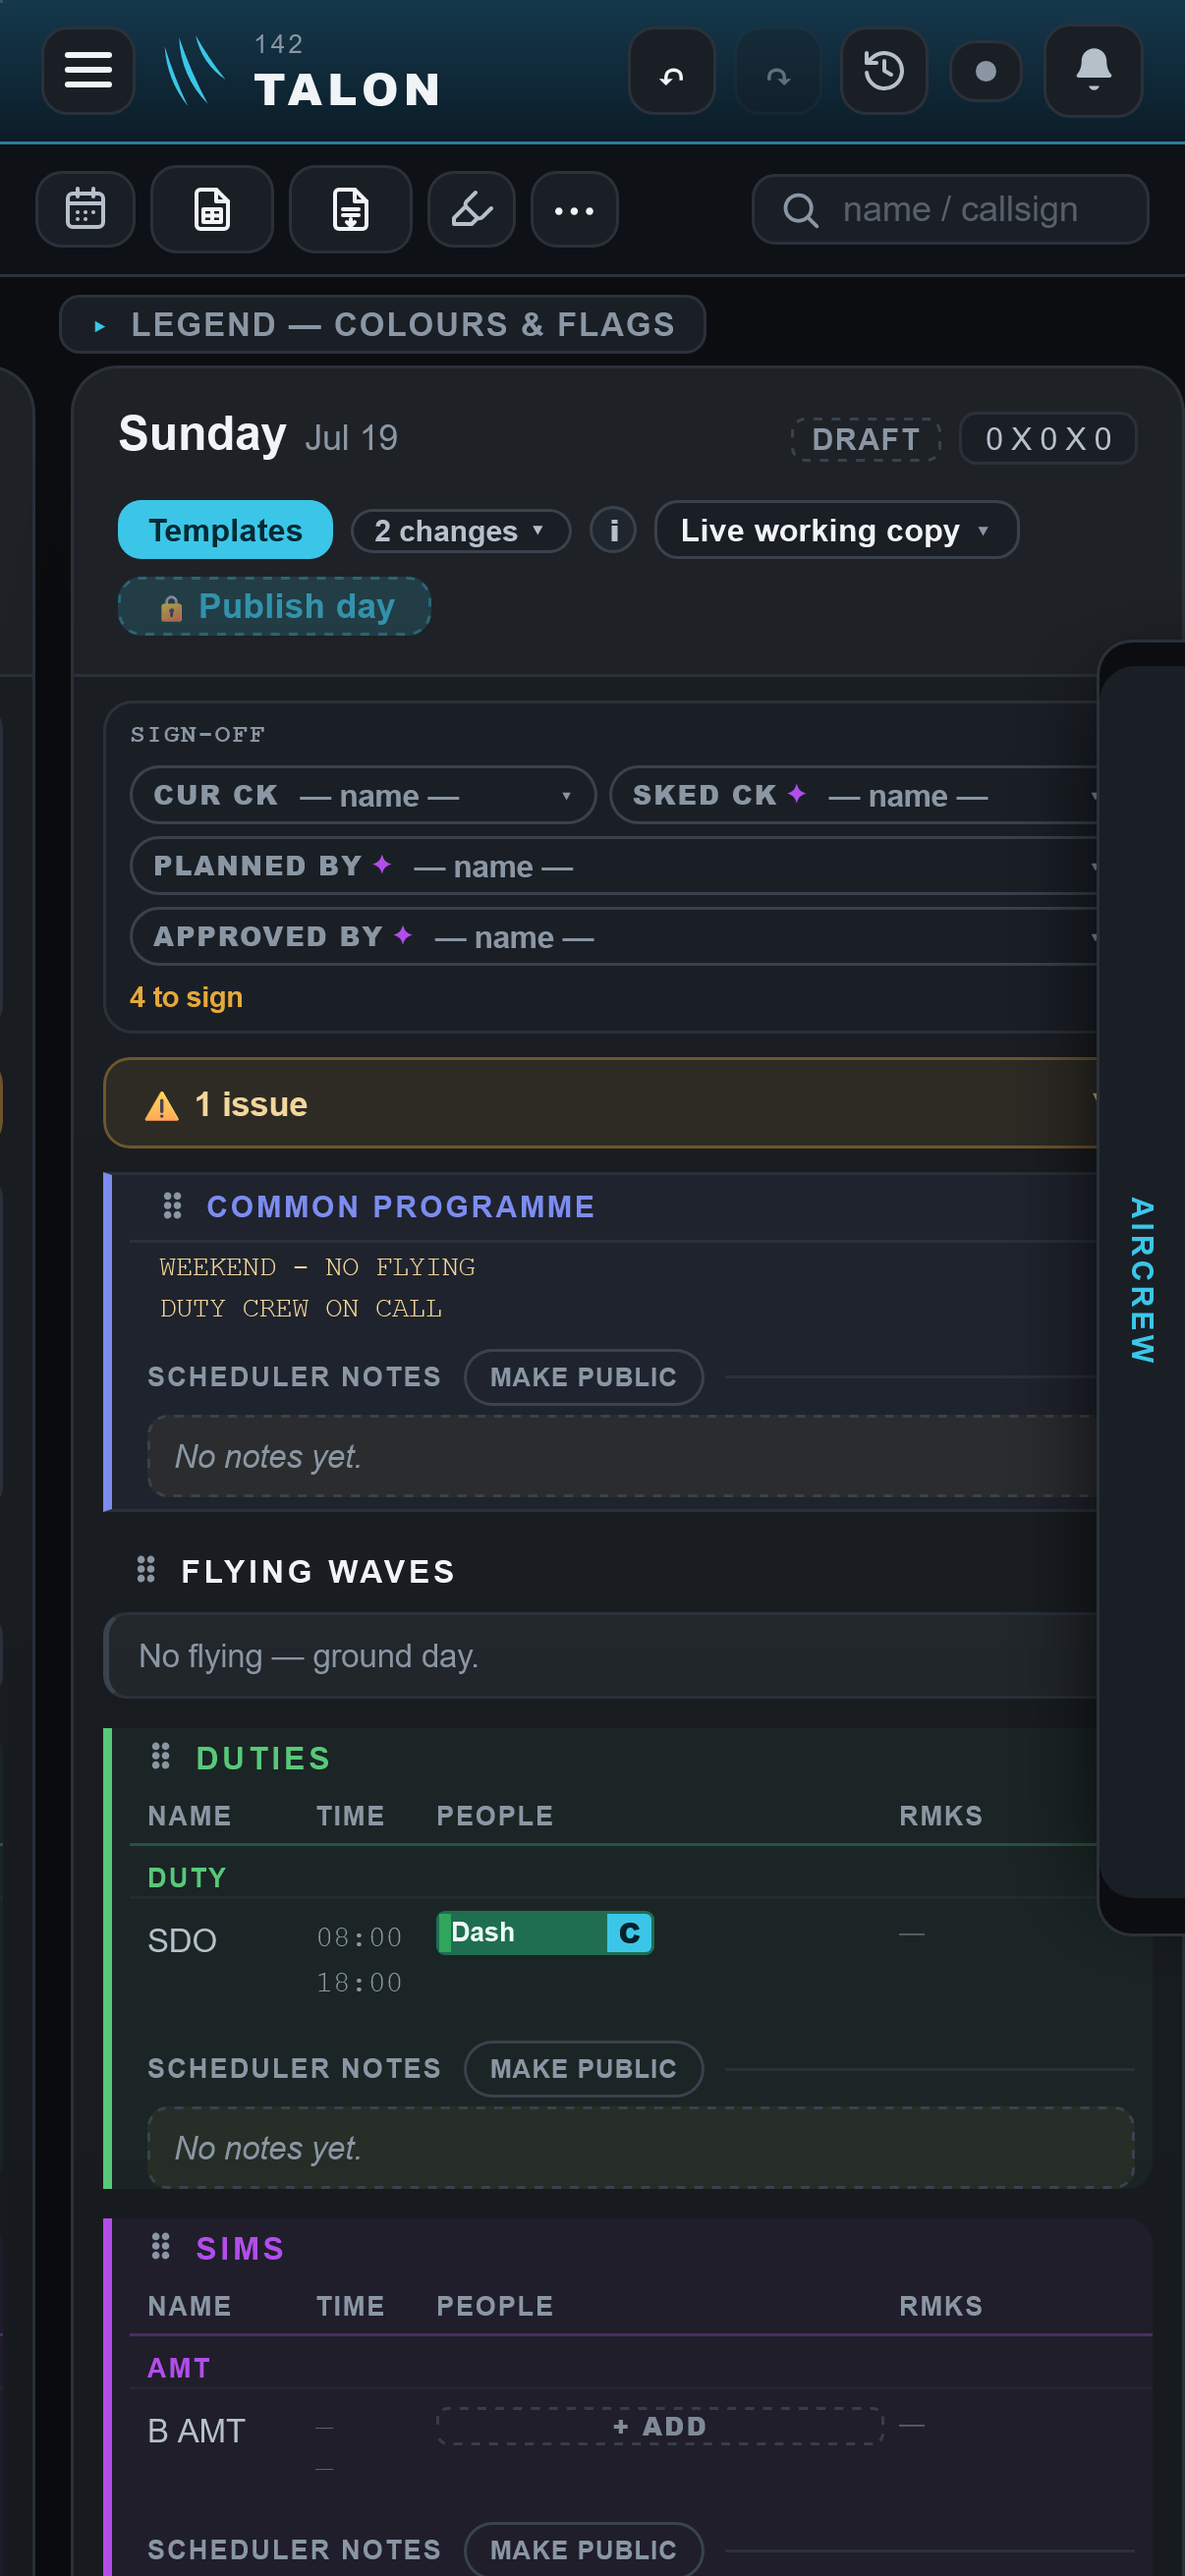 142
TALON
name / callsign
LEGEND — COLOURS & FLAGS
Sunday Jul 19 DRAFT 0 X 0 X 0
Templates 2 changes ▾ i Live working copy ▾
🔒 Publish day
SIGN-OFF
CUR CK — name — ▾ SKED CK ✦ — name —
PLANNED BY ✦ — name —
APPROVED BY ✦ — name —
4 to sign
⚠️ 1 issue
COMMON PROGRAMME
WEEKEND - NO FLYING
DUTY CREW ON CALL
SCHEDULER NOTES MAKE PUBLIC
No notes yet.
AIRCREW
FLYING WAVES
No flying — ground day.
DUTIES
NAME TIME PEOPLE RMKS
DUTY
SDO 08:00 Dash C —
18:00
SCHEDULER NOTES MAKE PUBLIC
No notes yet.
SIMS
NAME TIME PEOPLE RMKS
AMT
B AMT — + ADD —
—
SCHEDULER NOTES MAKE PUBLIC